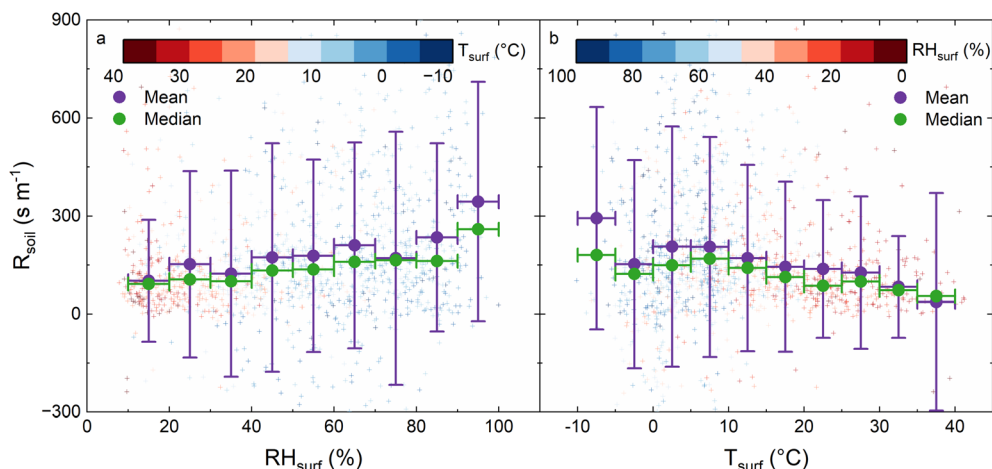 a
T_surf (°C)
40 30 20 10 0 −10
Mean
Median
b
RH_surf (%)
100 80 60 40 20 0
Mean
Median
900
600
300
0
−300
R_soil (s m⁻¹)
0 20 40 60 80 100
RH_surf (%)
-10 0 10 20 30 40
T_surf (°C)